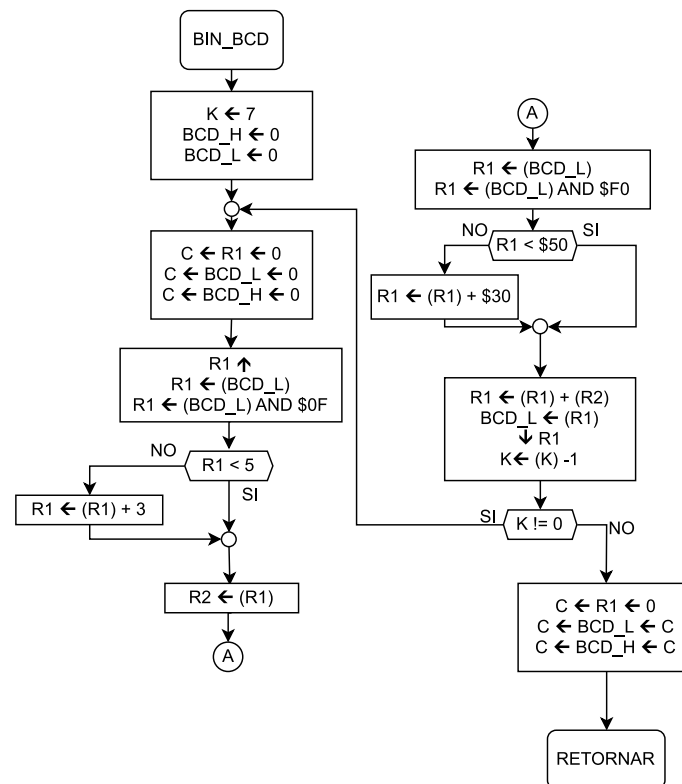 BIN_BCD
K ← 7
BCD_H ← 0
BCD_L ← 0
C ← R1 ← 0
C ← BCD_L ← 0
C ← BCD_H ← 0
R1 ↑
R1 ← (BCD_L)
R1 ← (BCD_L) AND $0F
NO
R1 < 5
SI
R1 ← (R1) + 3
R2 ← (R1)
A
A
R1 ← (BCD_L)
R1 ← (BCD_L) AND $F0
NO
R1 < $50
SI
R1 ← (R1) + $30
R1 ← (R1) + (R2)
BCD_L ← (R1)
↓ R1
K ← (K) -1
SI
K != 0
NO
C ← R1 ← 0
C ← BCD_L ← C
C ← BCD_H ← C
RETORNAR